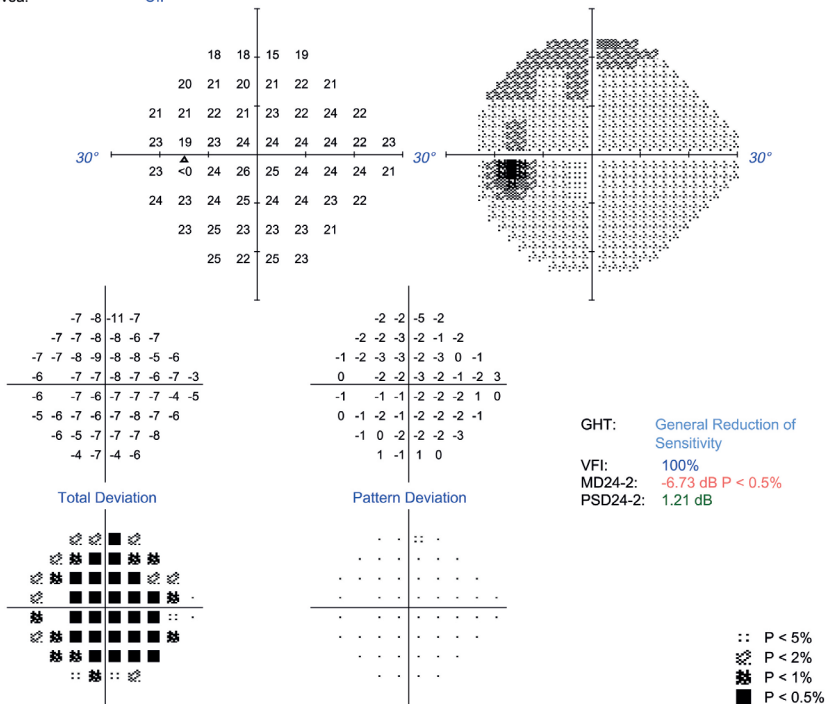 18 18 15 19
20 21 20 21 22 21
21 21 22 21 23 22 24 22
23 19 23 24 24 24 24 24 22 23
30° 30° 30°
23 <0 24 26 25 24 24 24 21
24 23 24 25 24 24 23 22
23 25 23 23 23 21
25 22 25 23
-7 -8 -11 -7
-7 -7 -8 -8 -6 -7
-7 -7 -8 -9 -8 -8 -5 -6
-6 -7 -7 -8 -7 -6 -7 -3
-6 -7 -6 -7 -7 -7 -4 -5
-5 -6 -7 -6 -7 -8 -7 -6
-6 -5 -7 -7 -7 -8
-4 -7 -4 -6
Total Deviation
-2 -2 -5 -2
-2 -2 -3 -2 -1 -2
-1 -2 -3 -3 -2 -3 0 -1
0 -2 -2 -3 -2 -1 -2 3
-1 -1 -1 -2 -2 -2 1 0
0 -1 -2 -1 -2 -2 -2 -1
-1 0 -2 -2 -2 -3
1 -1 1 0
Pattern Deviation
GHT: General Reduction of
Sensitivity
VFI: 100%
MD24-2: -6.73 dB P < 0.5%
PSD24-2: 1.21 dB
P < 5%
P < 2%
P < 1%
P < 0.5%